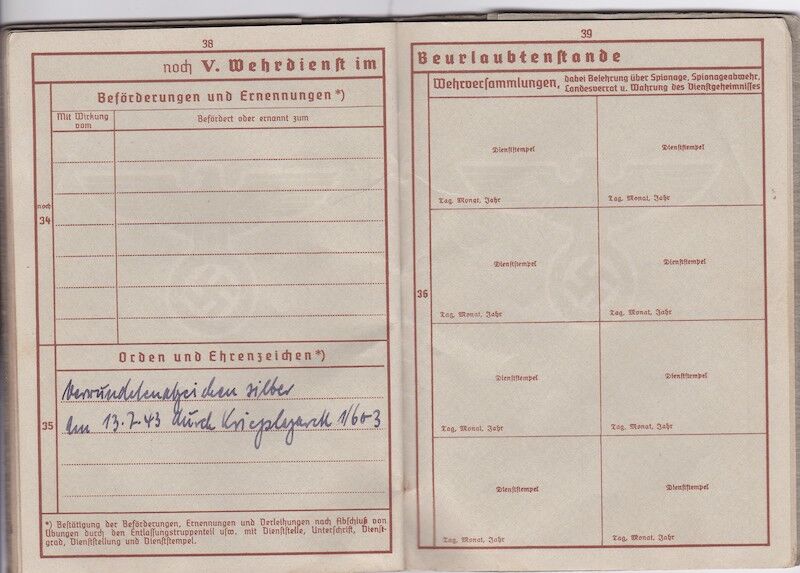 38
noch V. Wehrdienst im
Beförderungen und Ernennungen*)
Mit Wirkung vom
Befördert oder ernannt zum
noch
34
Orden und Ehrenzeichen*)
35
Verwundetenabzeichen silber
am 13.7.43 durch Krieglazarett 1/603
*) Bestätigung der Beförderungen, Ernennungen und Verleihungen nach Abschluß von
Übungen durch den Entlassungstruppenteil usw. mit Dienststelle, Unterschrift, Dienst-
grad, Dienststellung und Dienststempel.
39
Beurlaubtenstande
Wehrversammlungen, dabei Belehrung über Spionage, Spionageabwehr,
Landesverrat u. Wahrung des Dienstgeheimnisses
36
Dienststempel Dienststempel
Tag, Monat, Jahr Tag, Monat, Jahr
Dienststempel Dienststempel
Tag, Monat, Jahr Tag, Monat, Jahr
Dienststempel Dienststempel
Tag, Monat, Jahr Tag, Monat, Jahr
Dienststempel Dienststempel
Tag, Monat, Jahr Tag, Monat, Jahr